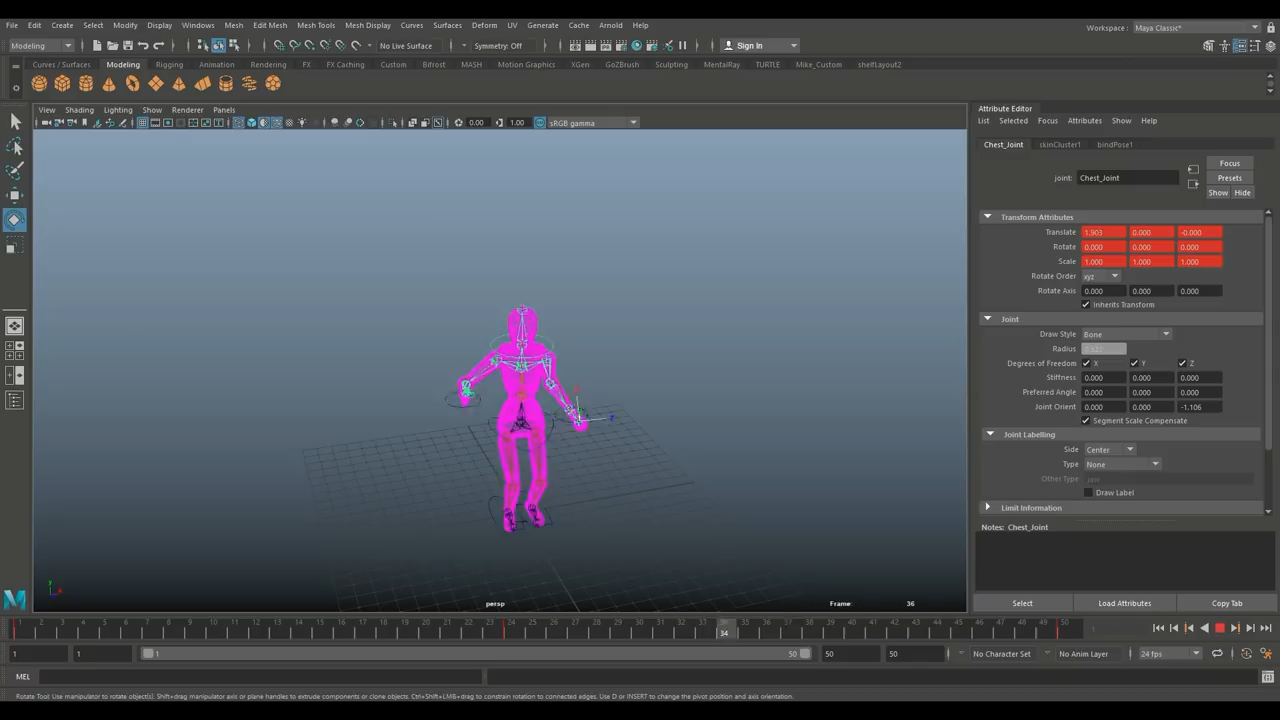 File Edit Create Select Modify Display Windows Mesh Edit Mesh Mesh Tools Mesh Display Curves Surfaces Deform UV Generate Cache Arnold Help
Workspace: Maya Classic*
Modeling No Live Surface Symmetry: Off Sign In
Curves / Surfaces Modeling Rigging Animation Rendering FX FX Caching Custom Bifrost MASH Motion Graphics XGen GoZBrush Sculpting MentalRay TURTLE Mike_Custom shelfLayout2
View Shading Lighting Show Renderer Panels
0.00 1.00 sRGB gamma
Attribute Editor
List Selected Focus Attributes Show Help
Chest_Joint skinCluster1 bindPose1
Focus
joint: Chest_Joint Presets
Show Hide
Transform Attributes
Translate 1.903 0.000 -0.000
Rotate 0.000 0.000 0.000
Scale 1.000 1.000 1.000
Rotate Order xyz
Rotate Axis 0.000 0.000 0.000
Inherits Transform
Joint
Draw Style Bone
Radius
Degrees of Freedom X Y Z
Stiffness 0.000 0.000 0.000
Preferred Angle 0.000 0.000 0.000
Joint Orient 0.000 0.000 -1.106
Segment Scale Compensate
Joint Labelling
Side Center
Type None
Other Type
Draw Label
Limit Information
Notes: Chest_Joint
Select Load Attributes Copy Tab
persp Frame: 36
1 2 3 4 5 6 7 8 9 10 11 12 13 14 15 16 17 18 19 20 21 22 23 24 25 26 27 28 29 30 31 32 33 34 35 36 37 38 39 40 41 42 43 44 45 46 47 48 49 50
34
1 1 1 50 50 50 No Character Set No Anim Layer 24 fps
MEL
Rotate Tool: Use manipulator to rotate object(s). Shift+drag manipulator axis or plane handles to extrude components or clone objects. Ctrl+Shift+LMB+drag to constrain rotation to connected edges. Use D or INSERT to change the pivot position and axis orientation.